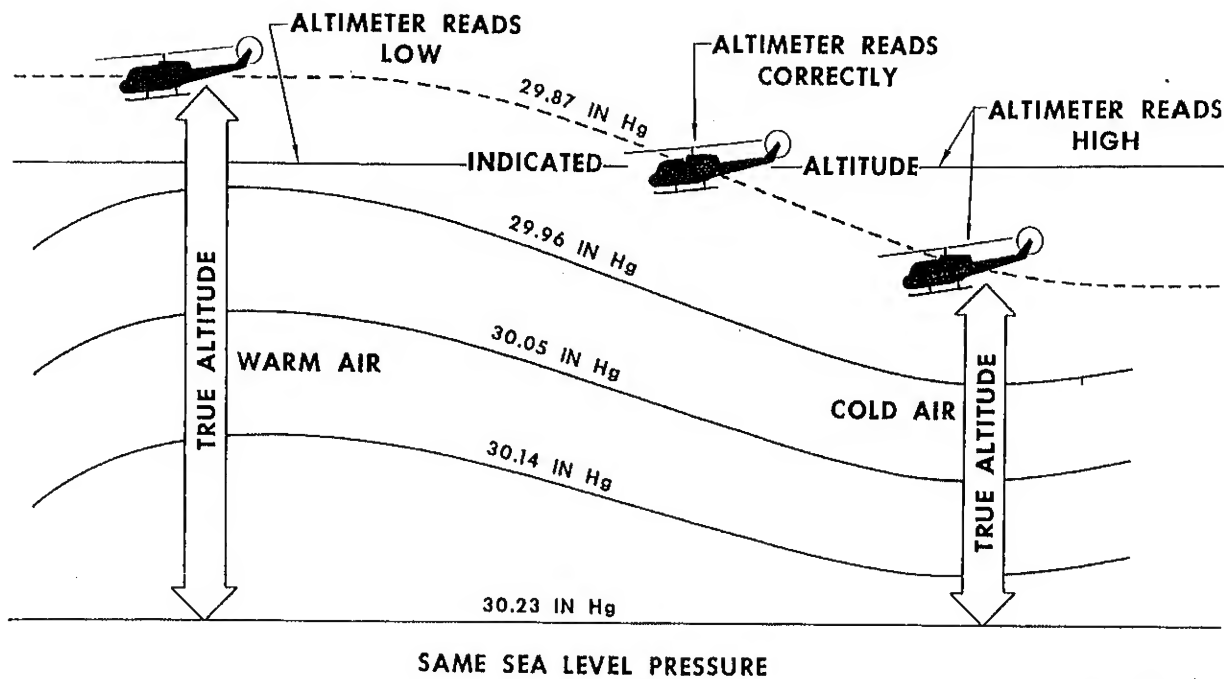 ALTIMETER READS
LOW
ALTIMETER READS
CORRECTLY
29.87 IN Hg
ALTIMETER READS
HIGH
INDICATED ALTITUDE
29.96 IN Hg
TRUE ALTITUDE
30.05 IN Hg
WARM AIR
COLD AIR
TRUE ALTITUDE
30.14 IN Hg
30.23 IN Hg
SAME SEA LEVEL PRESSURE